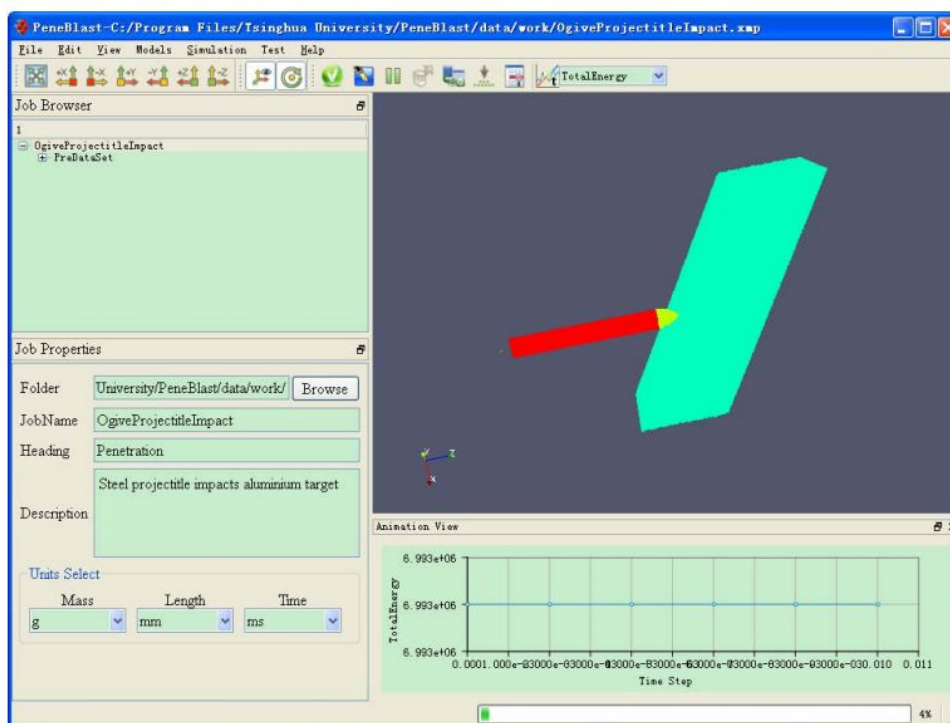 PeneBlast-C:/Program Files/Tsinghua University/PeneBlast/data/work/OgiveProjectitleImpact.xmp
File Edit View Models Simulation Test Help
+X -X +Y -Y +Z -Z TotalEnergy
Job Browser
1
OgiveProjectitleImpact
PreDataSet
Job Properties
Folder University/PeneBlast/data/work/ Browse
JobName OgiveProjectitleImpact
Heading Penetration
Description Steel projectitle impacts aluminium target
Units Select
Mass Length Time
g mm ms
Y Z
X
Animation View
6.993e+06
6.993e+06
6.993e+06
TotalEnergy
0.010 0.011
Time Step
4%